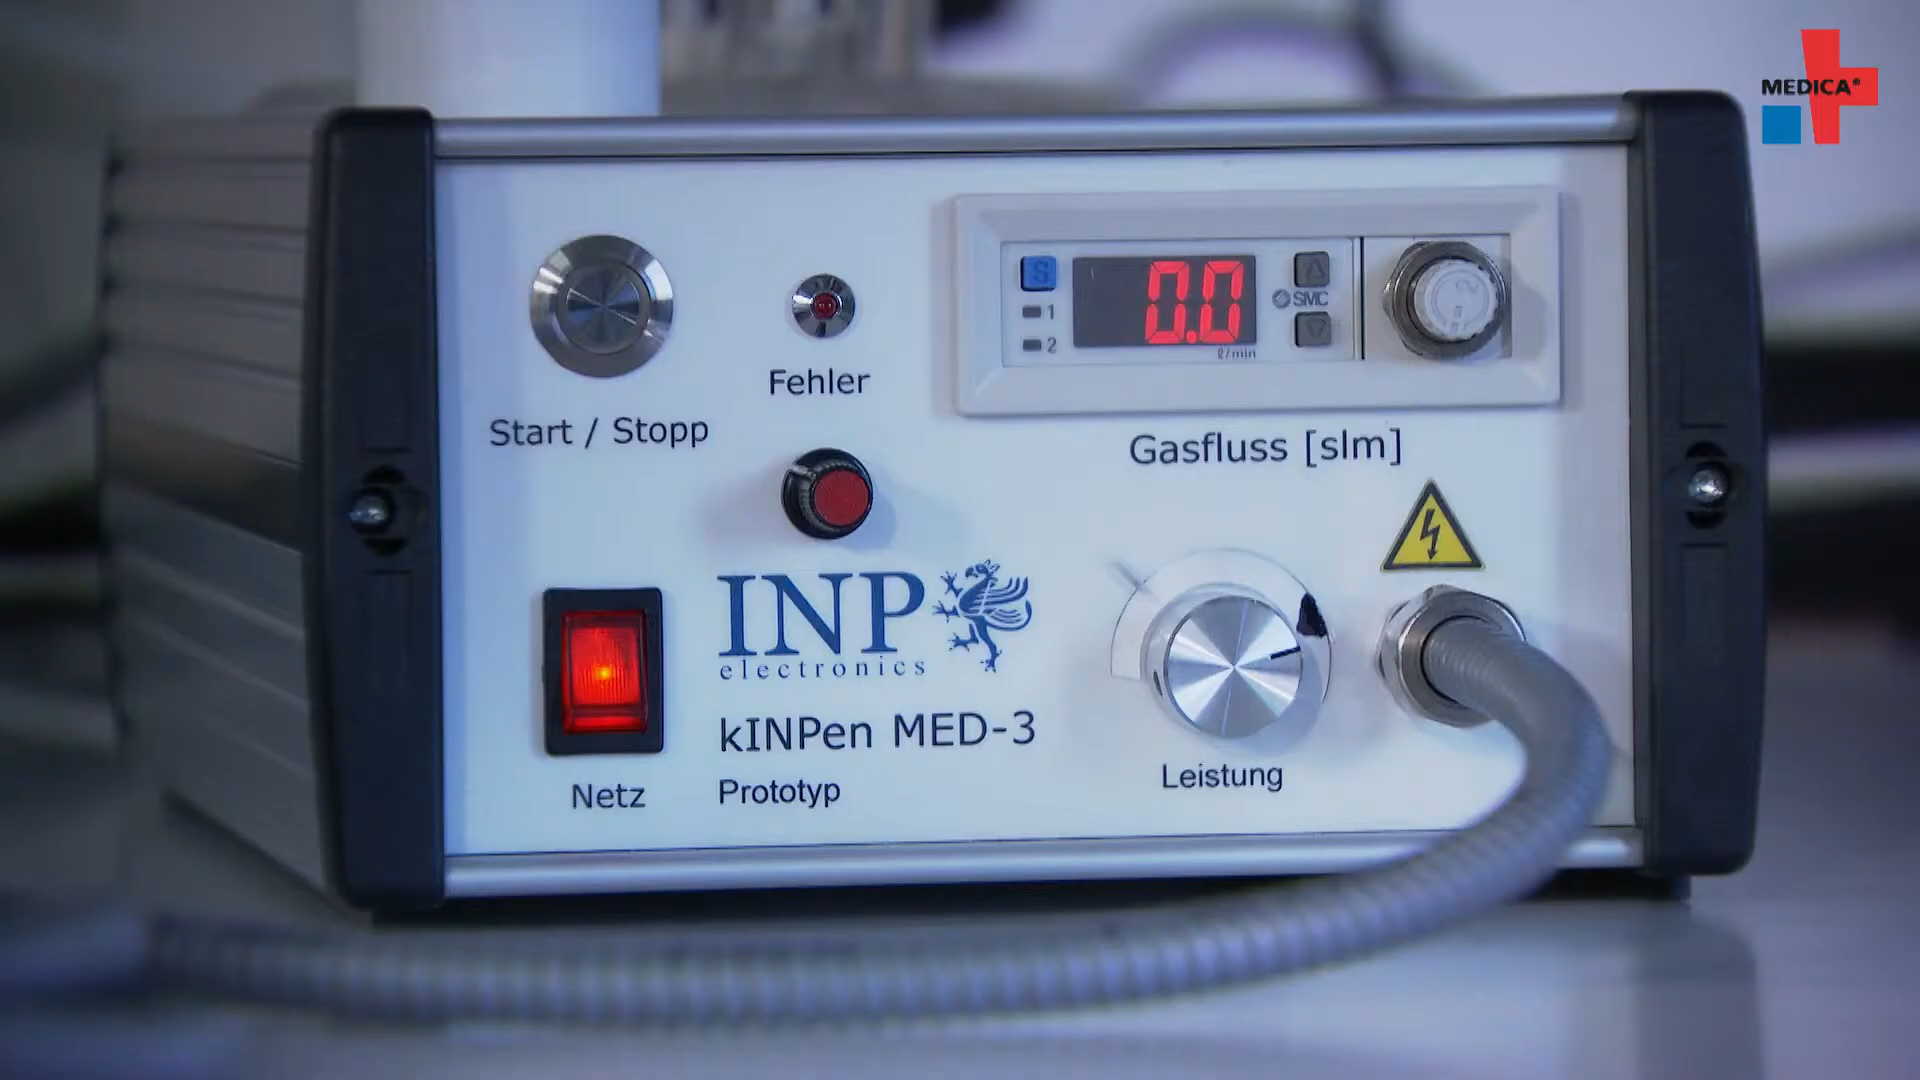 MEDICA®
S
0.0
1
SMC
2
ℓ/min
Fehler
Start / Stopp
Gasfluss [slm]
INP
electronics
kINPen MED-3
Leistung
Netz
Prototyp